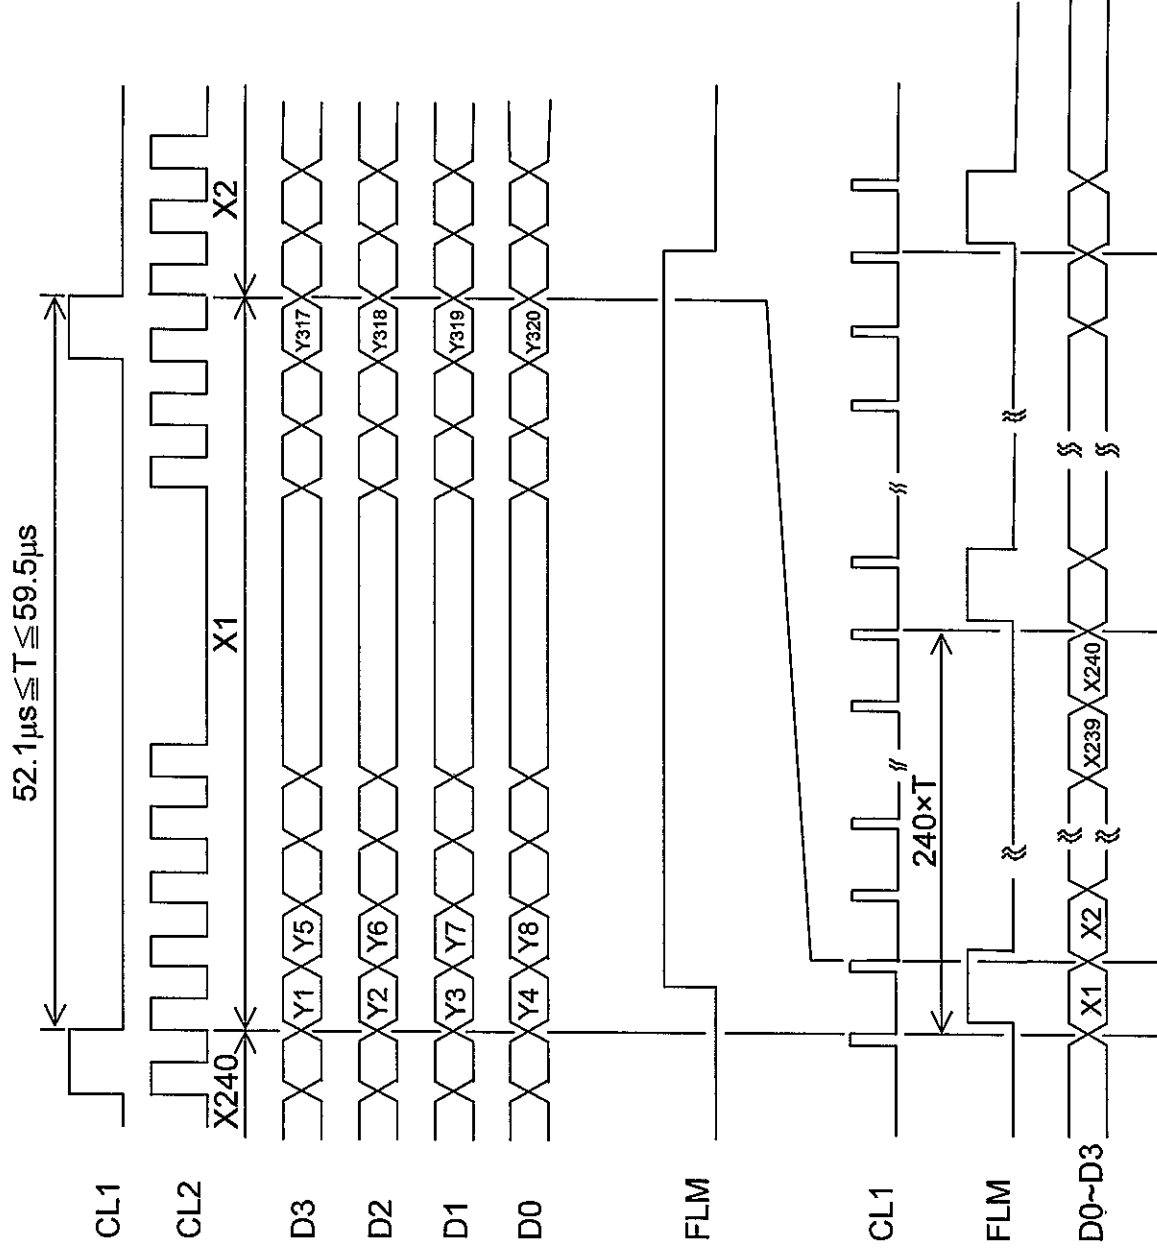 52.1μs≦T≦59.5μs
CL1
CL2
X240 X1 X2
D3 Y1 Y5 Y317
D2 Y2 Y6 Y318
D1 Y3 Y7 Y319
D0 Y4 Y8 Y320
FLM
CL1
240×T
FLM
D0~D3 X1 X2 X239 X240